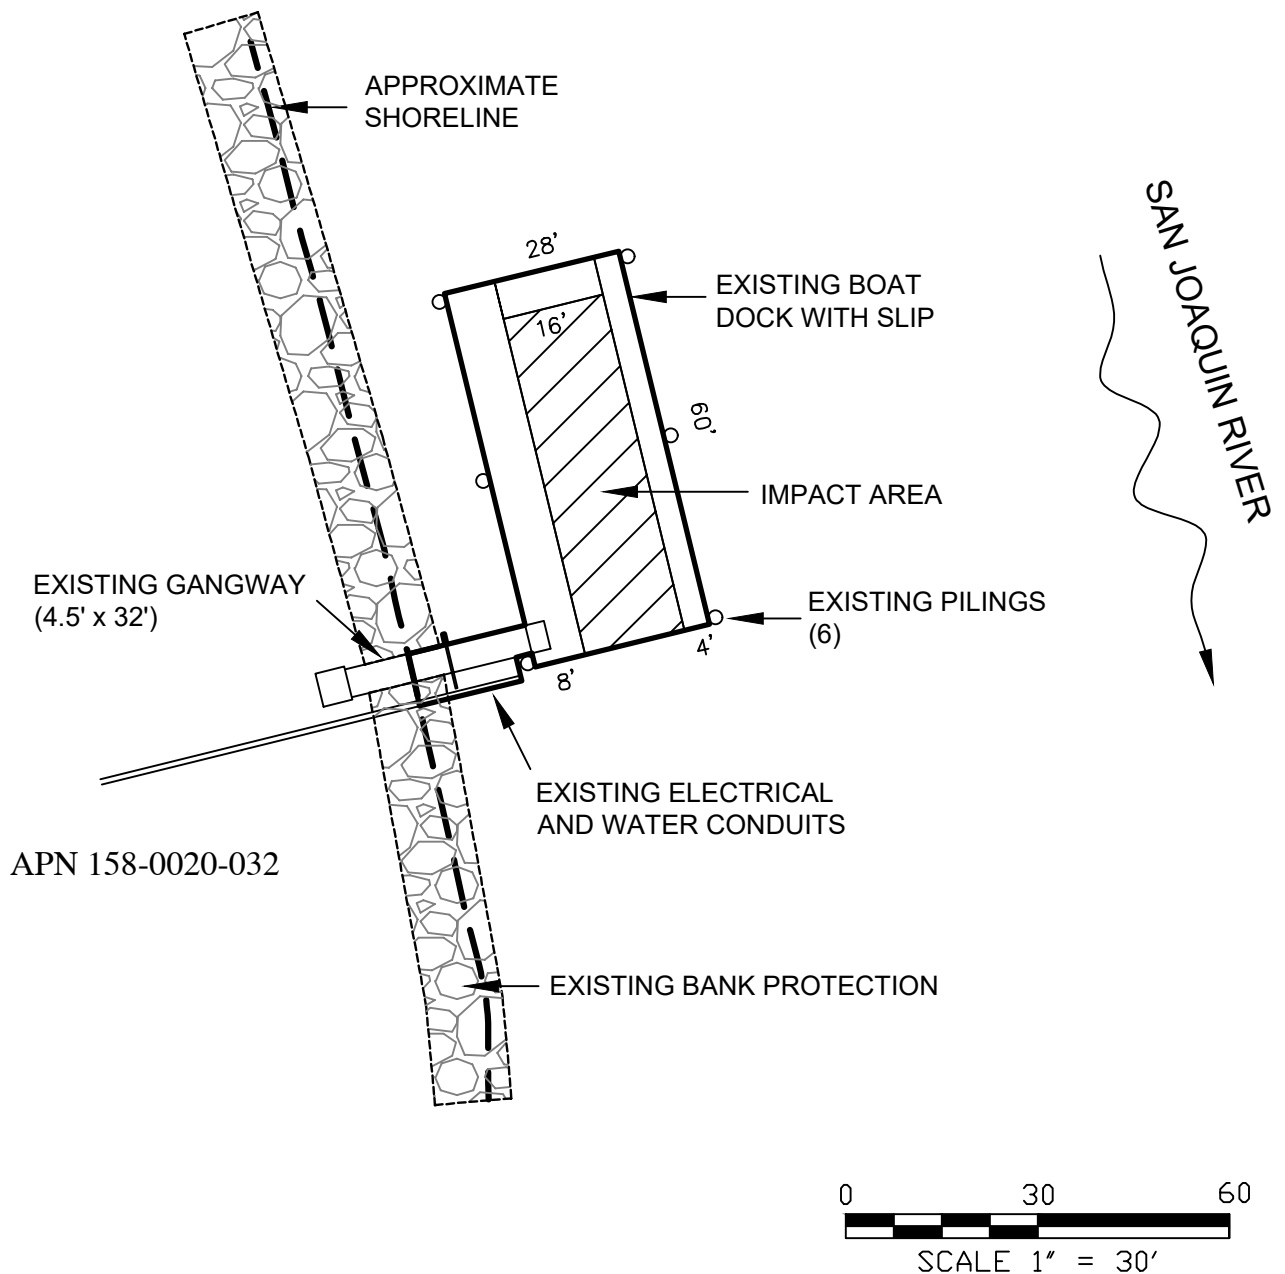 APPROXIMATE
SHORELINE
SAN JOAQUIN RIVER
28’
EXISTING BOAT
DOCK WITH SLIP
16’
60’
IMPACT AREA
EXISTING GANGWAY
(4.5' x 32')
EXISTING PILINGS
(6)
4’
8’
EXISTING ELECTRICAL
AND WATER CONDUITS
APN 158-0020-032
EXISTING BANK PROTECTION
0 30 60
SCALE 1” = 30’